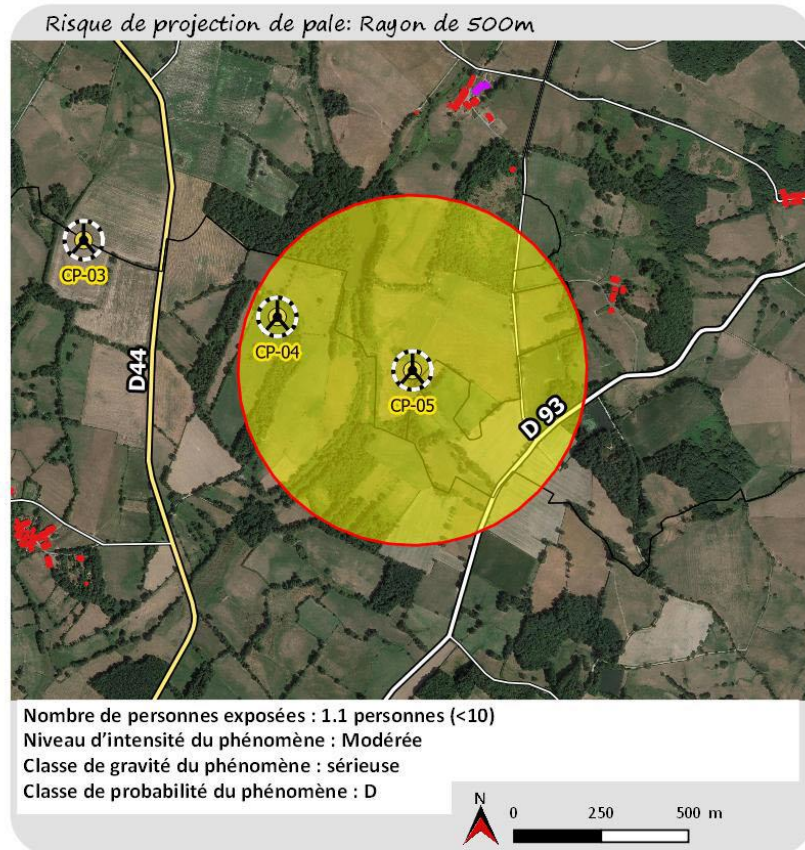 Risque de projection de pale: Rayon de 500m
CP-03
CP-04
D44
CP-05
D 93
Nombre de personnes exposées : 1.1 personnes (<10)
Niveau d'intensité du phénomène : Modérée
Classe de gravité du phénomène : sérieuse
Classe de probabilité du phénomène : D
N
0 250 500 m